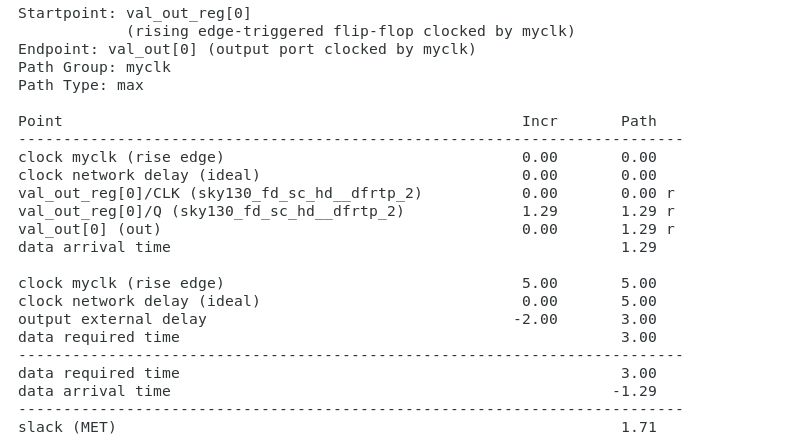 Startpoint: val_out_reg[0]
(rising edge-triggered flip-flop clocked by myclk)
Endpoint: val_out[0] (output port clocked by myclk)
Path Group: myclk
Path Type: max
Point Incr Path
--------------------------------------------------------------------------
clock myclk (rise edge) 0.00 0.00
clock network delay (ideal) 0.00 0.00
val_out_reg[0]/CLK (sky130_fd_sc_hd__dfrtp_2) 0.00 0.00 r
val_out_reg[0]/Q (sky130_fd_sc_hd__dfrtp_2) 1.29 1.29 r
val_out[0] (out) 0.00 1.29 r
data arrival time 1.29
clock myclk (rise edge) 5.00 5.00
clock network delay (ideal) 0.00 5.00
output external delay -2.00 3.00
data required time 3.00
--------------------------------------------------------------------------
data required time 3.00
data arrival time -1.29
--------------------------------------------------------------------------
slack (MET) 1.71